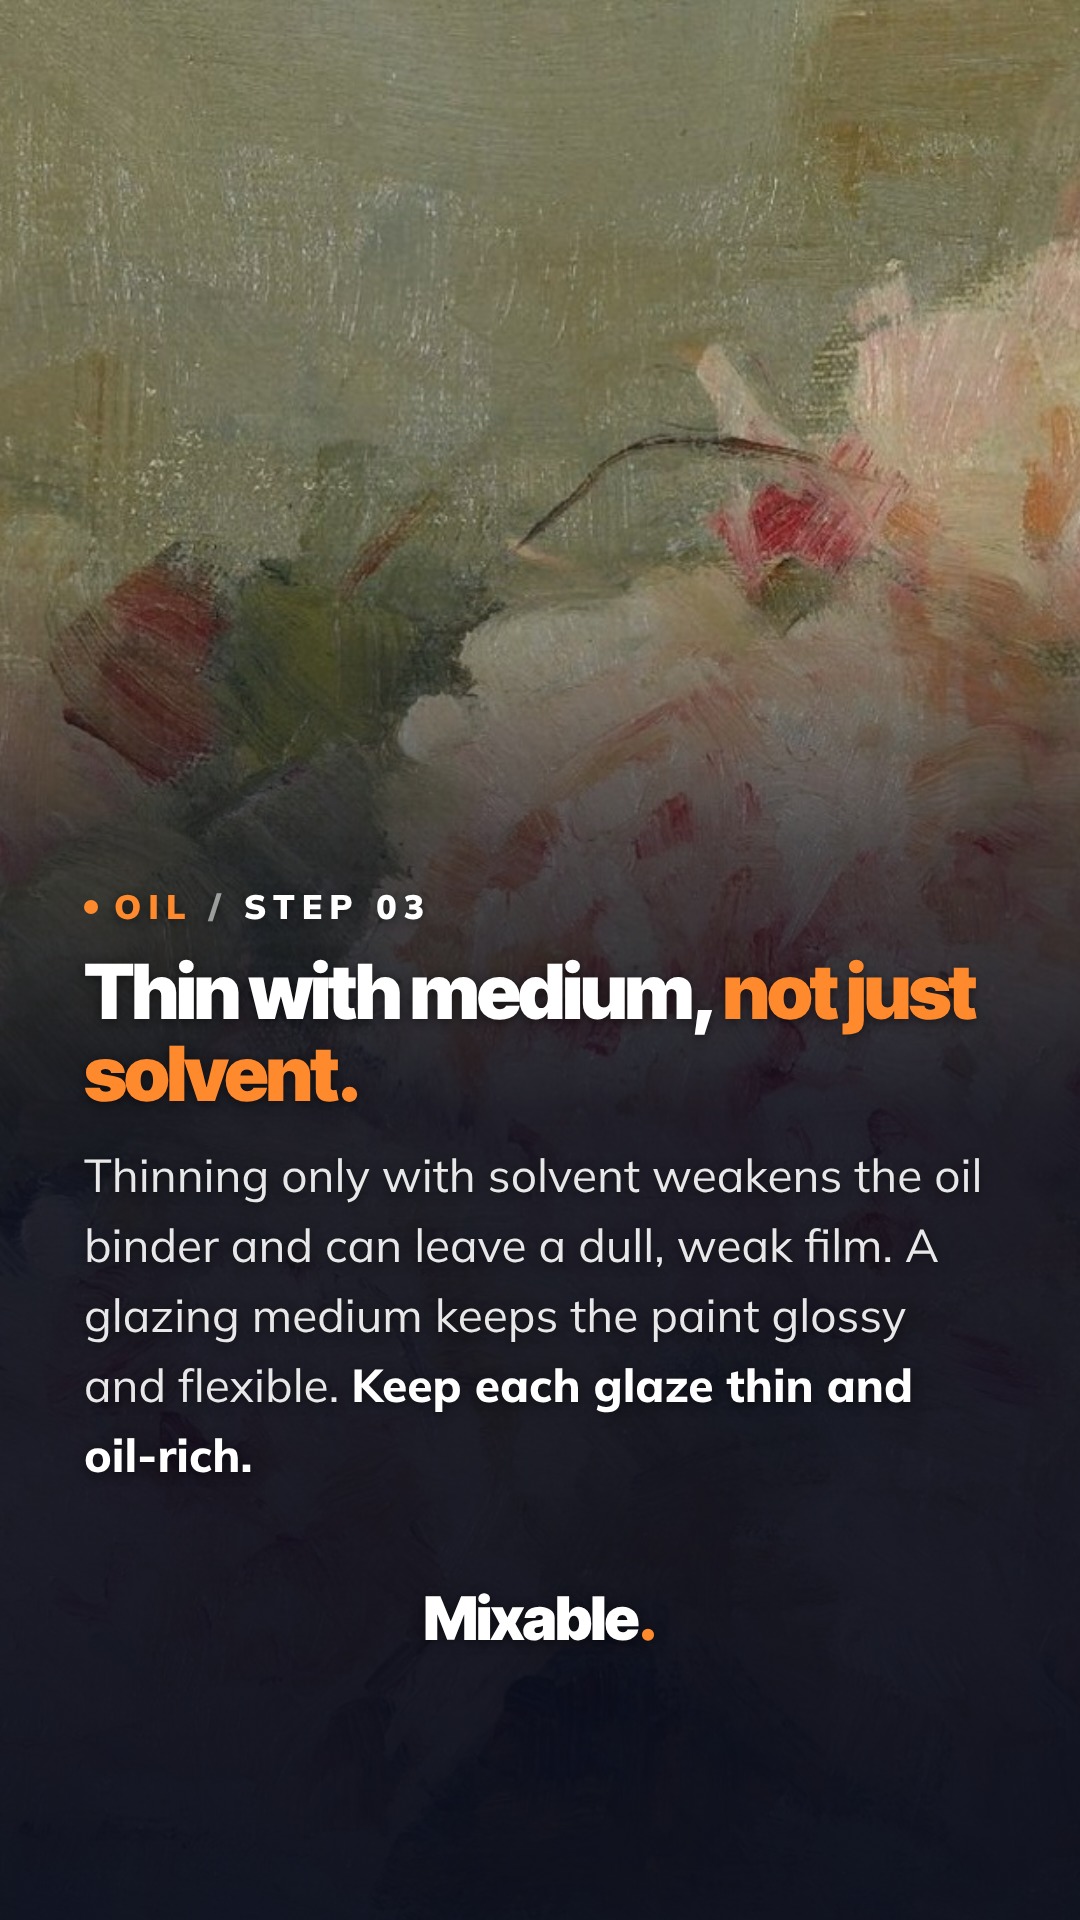 • OIL / STEP 03
Thin with medium, not just
solvent.
Thinning only with solvent weakens the oil
binder and can leave a dull, weak film. A
glazing medium keeps the paint glossy
and flexible. Keep each glaze thin and
oil-rich.
Mixable.